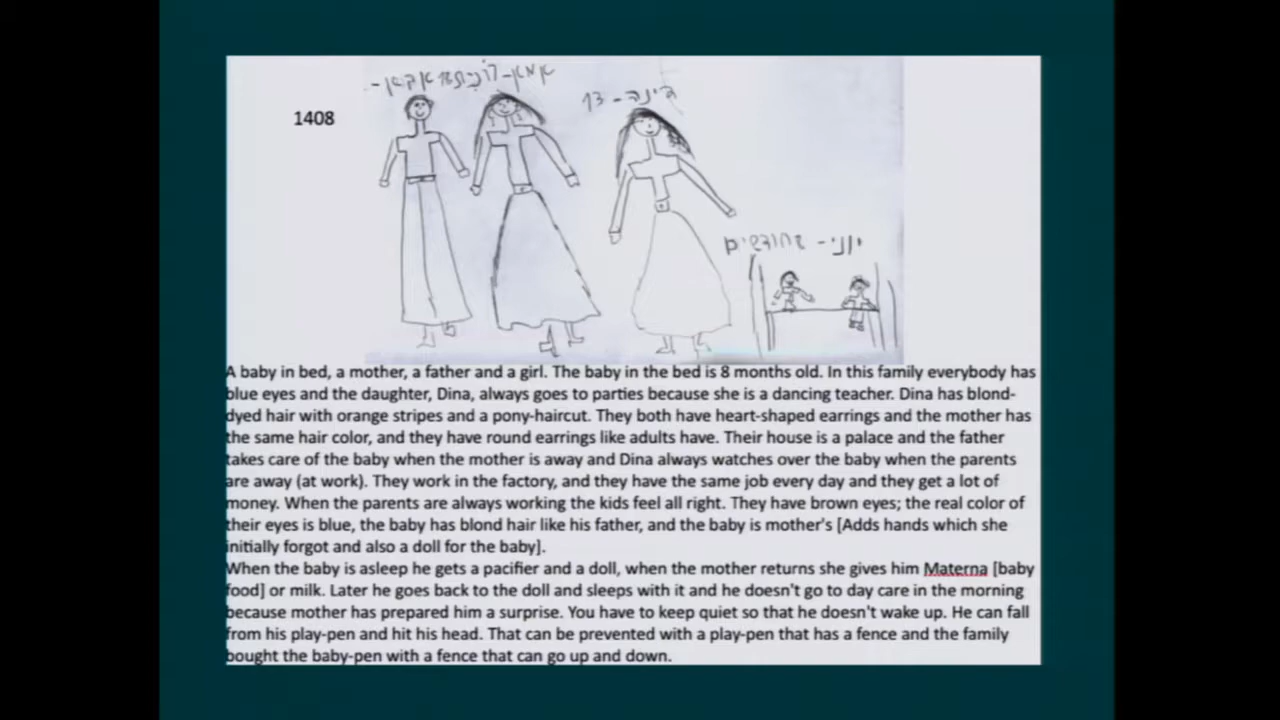 1408
דינה - 13
יוני - 8 חודשים
A baby in bed, a mother, a father and a girl. The baby in the bed is 8 months old. In this family everybody has
blue eyes and the daughter, Dina, always goes to parties because she is a dancing teacher. Dina has blond-
dyed hair with orange stripes and a pony-haircut. They both have heart-shaped earrings and the mother has
the same hair color, and they have round earrings like adults have. Their house is a palace and the father
takes care of the baby when the mother is away and Dina always watches over the baby when the parents
are away (at work). They work in the factory, and they have the same job every day and they get a lot of
money. When the parents are always working the kids feel all right. They have brown eyes; the real color of
their eyes is blue, the baby has blond hair like his father, and the baby is mother's [Adds hands which she
initially forgot and also a doll for the baby].
When the baby is asleep he gets a pacifier and a doll, when the mother returns she gives him Materna [baby
food] or milk. Later he goes back to the doll and sleeps with it and he doesn't go to day care in the morning
because mother has prepared him a surprise. You have to keep quiet so that he doesn't wake up. He can fall
from his play-pen and hit his head. That can be prevented with a play-pen that has a fence and the family
bought the baby-pen with a fence that can go up and down.